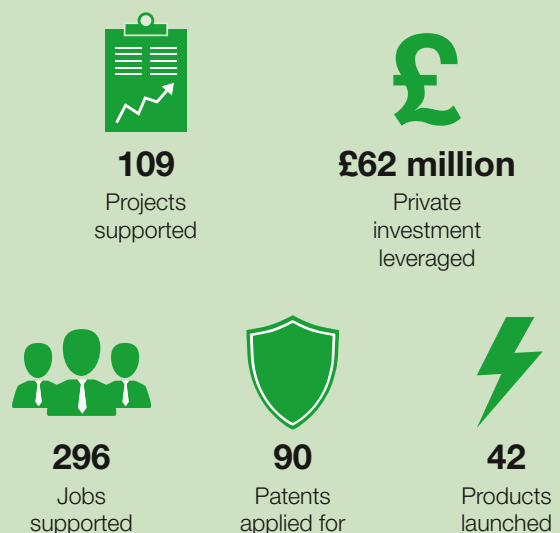 109
Projects
supported
£62 million
Private
investment
leveraged
296
Jobs
supported
90
Patents
applied for
42
Products
launched